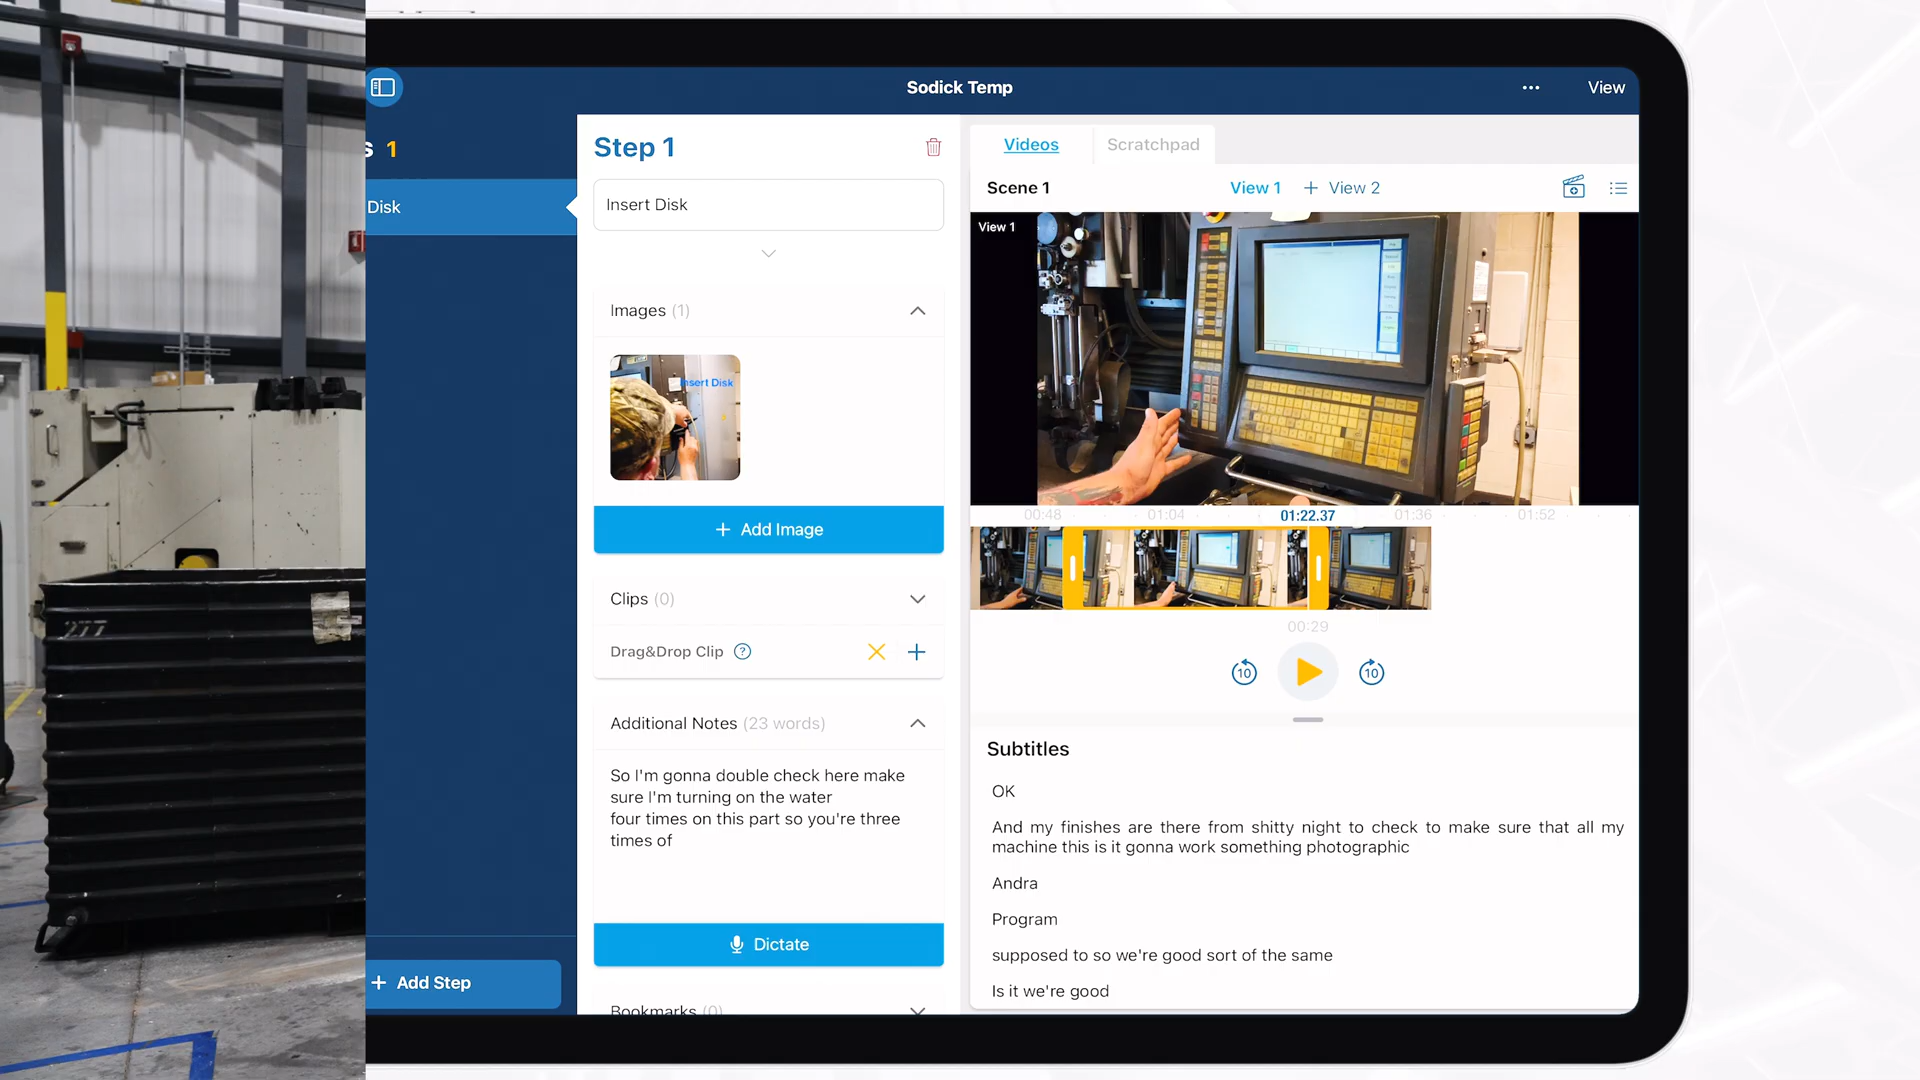 Sodick Temp
View
s 1
Disk
Add Step
Step 1
Insert Disk
Images (1)
Insert Disk
Add Image
Clips (0)
Drag&Drop Clip ?
Additional Notes (23 words)
So I'm gonna double check here make
sure I'm turning on the water
four times on this part so you're three
times of
Dictate
Bookmarks (0)
Videos
Scratchpad
Scene 1
View 1
View 2
View 1
00:48
01:04
01:22.37
01:36
01:52
00:29
10
10
Subtitles
OK
And my finishes are there from shitty night to check to make sure that all my
machine this is it gonna work something photographic
Andra
Program
supposed to so we're good sort of the same
Is it we're good
277